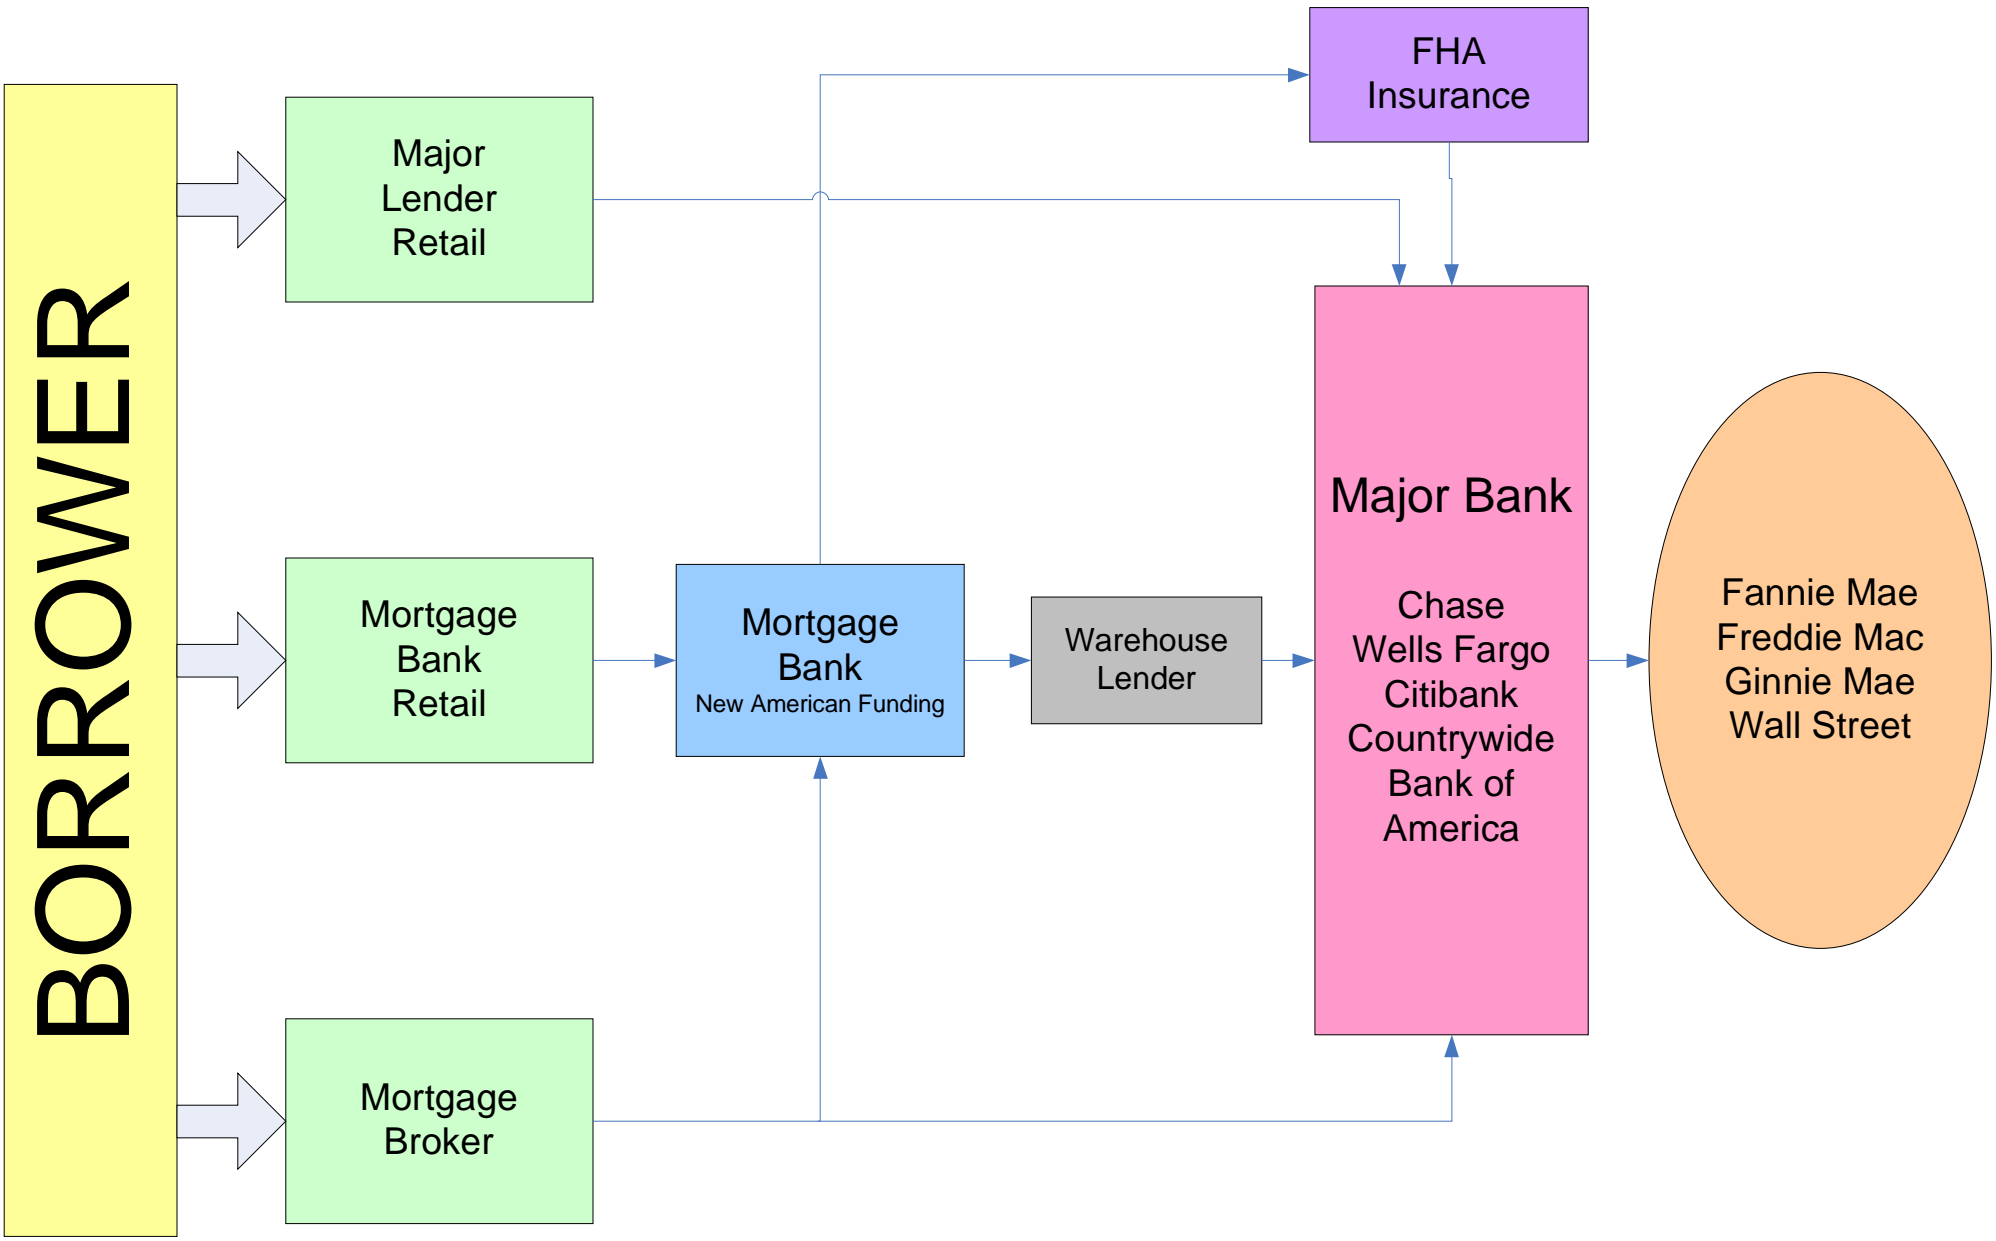 BORROWER
Major
Lender
Retail
Mortgage
Bank
Retail
Mortgage
Broker
Mortgage
Bank
New American Funding
Warehouse
Lender
FHA
Insurance
Major Bank
Chase
Wells Fargo
Citibank
Countrywide
Bank of
America
Fannie Mae
Freddie Mac
Ginnie Mae
Wall Street